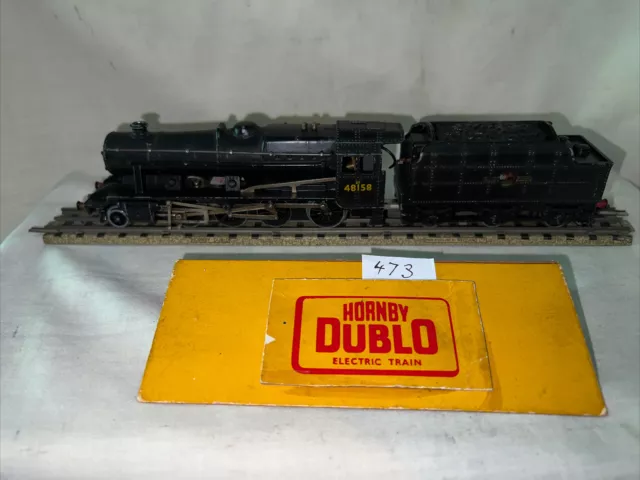 48158
473
HORNBY
DUBLO
ELECTRIC TRAIN